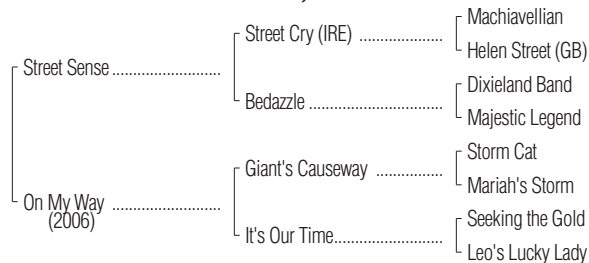 Machiavellian
Street Cry (IRE) ..................
Helen Street (GB)
Street Sense ........................
Dixieland Band
Bedazzle .............................
Majestic Legend
Storm Cat
Giant's Causeway ................
Mariah's Storm
On My Way ........................
(2006)
Seeking the Gold
It's Our Time.......................
Leo's Lucky Lady